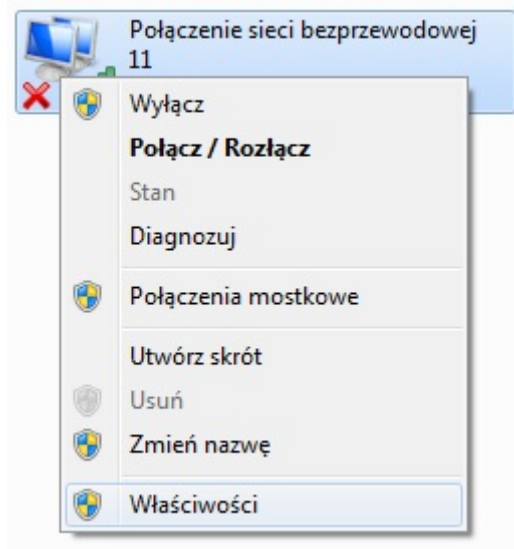 Połączenie sieci bezprzewodowej
11
Wyłącz
Połącz / Rozłącz
Stan
Diagnozuj
Połączenia mostkowe
Utwórz skrót
Usuń
Zmień nazwę
Właściwości